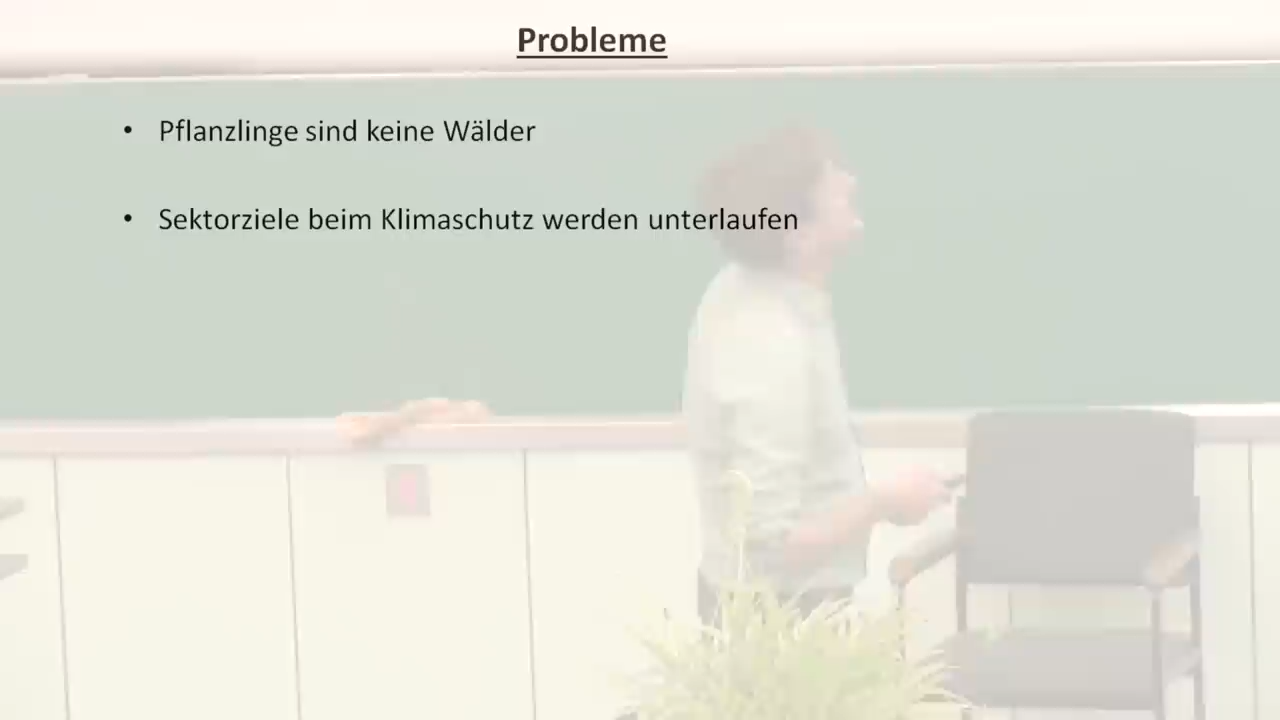 Probleme
• Pflanzlinge sind keine Wälder
• Sektorziele beim Klimaschutz werden unterlaufen